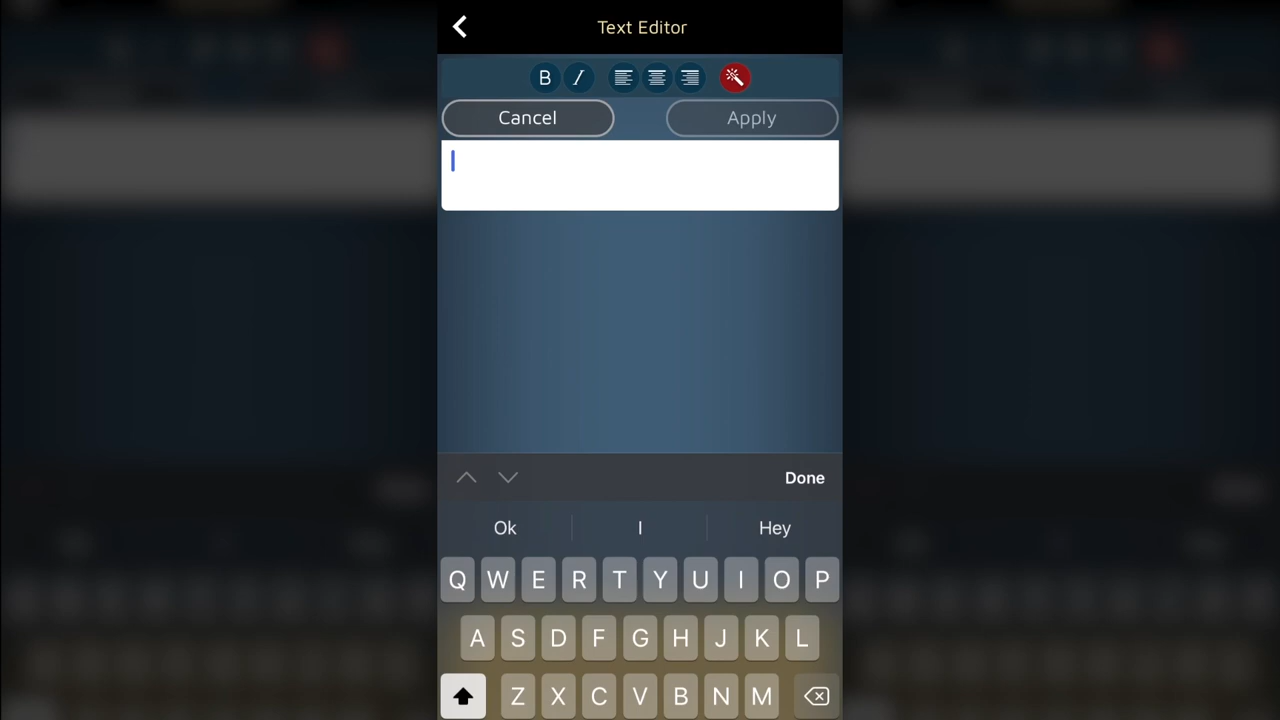 Text Editor
B I
Cancel Apply
Done
Ok I Hey
Q W E R T Y U I O P
A S D F G H J K L
Z X C V B N M